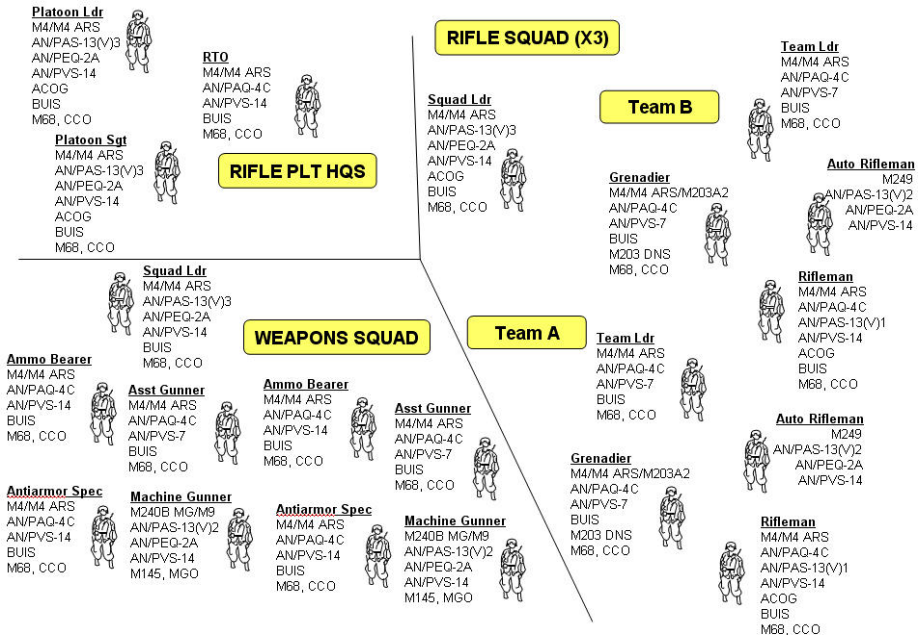 Platoon Ldr
M4/M4 ARS
AN/PAS-13(V)3
AN/PEQ-2A
AN/PVS-14
ACOG
BUIS
M68, CCO
RTO
M4/M4 ARS
AN/PAQ-4C
AN/PVS-14
BUIS
M68, CCO
Platoon Sgt
M4/M4 ARS
AN/PAS-13(V)3
AN/PEQ-2A
AN/PVS-14
ACOG
BUIS
M68, CCO
RIFLE PLT HQS
RIFLE SQUAD (X3)
Squad Ldr
M4/M4 ARS
AN/PAS-13(V)3
AN/PEQ-2A
AN/PVS-14
ACOG
BUIS
M68, CCO
Team B
Team Ldr
M4/M4 ARS
AN/PAQ-4C
AN/PVS-7
BUIS
M68, CCO
Grenadier
M4/M4 ARS/M203A2
AN/PAQ-4C
AN/PVS-7
BUIS
M203 DNS
M68, CCO
Auto Rifleman
M249
AN/PAS-13(V)2
AN/PEQ-2A
AN/PVS-14
Rifleman
M4/M4 ARS
AN/PAQ-4C
AN/PAS-13(V)1
AN/PVS-14
ACOG
BUIS
M68, CCO
Team A
Team Ldr
M4/M4 ARS
AN/PAQ-4C
AN/PVS-7
BUIS
M68, CCO
Auto Rifleman
M249
AN/PAS-13(V)2
AN/PEQ-2A
AN/PVS-14
Grenadier
M4/M4 ARS/M203A2
AN/PAQ-4C
AN/PVS-7
BUIS
M203 DNS
M68, CCO
Rifleman
M4/M4 ARS
AN/PAQ-4C
AN/PAS-13(V)1
AN/PVS-14
ACOG
BUIS
M68, CCO
Squad Ldr
M4/M4 ARS
AN/PAS-13(V)3
AN/PEQ-2A
AN/PVS-14
BUIS
M68, CCO
WEAPONS SQUAD
Ammo Bearer
M4/M4 ARS
AN/PAQ-4C
AN/PVS-14
BUIS
M68, CCO
Asst Gunner
M4/M4 ARS
AN/PAQ-4C
AN/PVS-7
BUIS
M68, CCO
Ammo Bearer
M4/M4 ARS
AN/PAQ-4C
AN/PVS-14
BUIS
M68, CCO
Asst Gunner
M4/M4 ARS
AN/PAQ-4C
AN/PVS-7
BUIS
M68, CCO
Antiarmor Spec
M4/M4 ARS
AN/PAQ-4C
AN/PVS-14
BUIS
M68, CCO
Machine Gunner
M240B MG/M9
AN/PAS-13(V)2
AN/PEQ-2A
AN/PVS-14
M145, MGO
Antiarmor Spec
M4/M4 ARS
AN/PAQ-4C
AN/PVS-14
BUIS
M68, CCO
Machine Gunner
M240B MG/M9
AN/PAS-13(V)2
AN/PEQ-2A
AN/PVS-14
M145, MGO